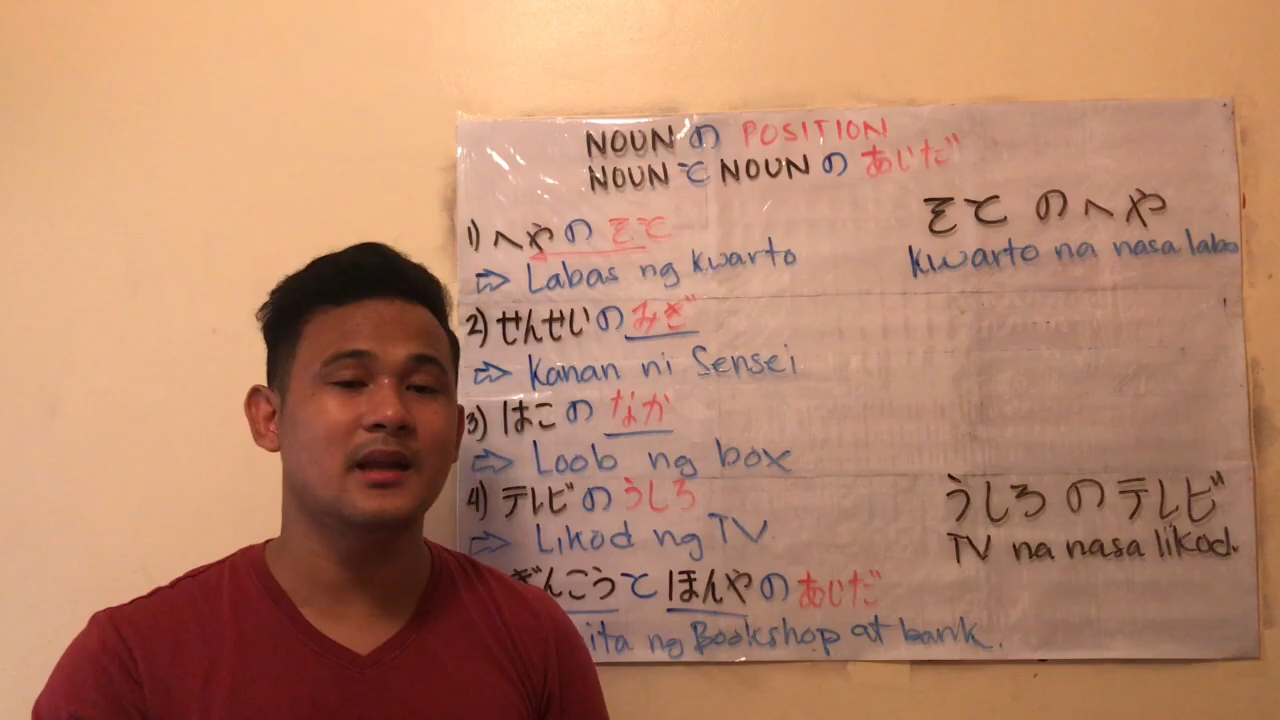 NOUN の POSITION
NOUN と NOUN の あじだ
1) へやの そと
⇨ Labas ng kwarto
そと のへや
kwarto na nasa labo
2) せんせいの みぎ
⇨ Kanan ni Sensei
3) はこの なか
⇨ Loob ng box
4) テレビの うしろ
⇨ Likod ng TV
うしろ のテレビ
TV na nasa likod.
ぎんこうと ほんやの あじだ
ita ng Bookshop at bank.